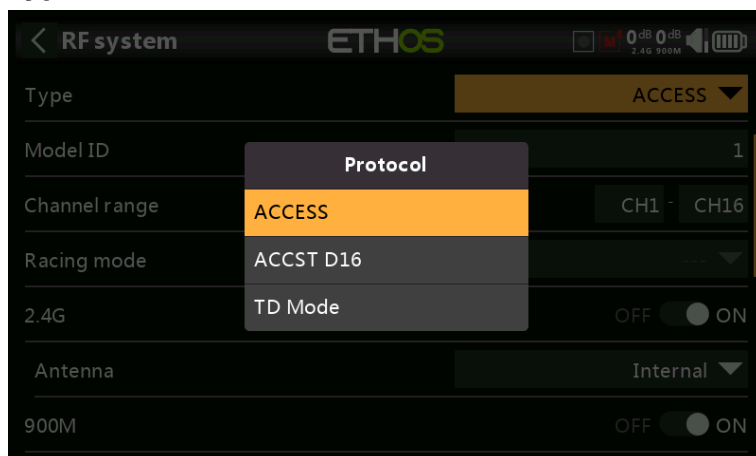 RF system ETHOS 0dB 0dB
2.4G 900M
Type ACCESS
Model ID 1
Protocol
Channel range ACCESS CH1 - CH16
Racing mode ACCST D16 ---
TD Mode
2.4G OFF ON
Antenna Internal
900M OFF ON